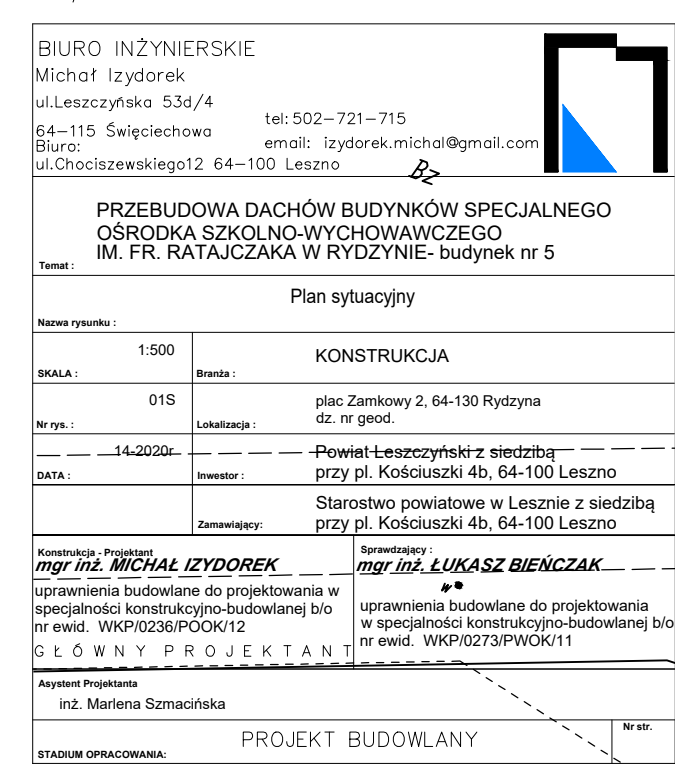 BIURO INŻYNIERSKIE
Michał Izydorek
ul.Leszczyńska 53d/4
tel: 502-721-715
64-115 Święciechowa
Biuro:
email: izydorek.michal@gmail.com
ul.Chociszewskiego12 64-100 Leszno
Bz
PRZEBUDOWA DACHÓW BUDYNKÓW SPECJALNEGO
OŚRODKA SZKOLNO-WYCHOWAWCZEGO
IM. FR. RATAJCZAKA W RYDZYNIE- budynek nr 5
Temat :
Plan sytuacyjny
Nazwa rysunku :
1:500
SKALA :
KONSTRUKCJA
Branża :
01S
Nr rys. :
plac Zamkowy 2, 64-130 Rydzyna
dz. nr geod.
Lokalizacja :
14-2020r
DATA :
Powiat Leszczyński z siedzibą
przy pl. Kościuszki 4b, 64-100 Leszno
Inwestor :
Starostwo powiatowe w Lesznie z siedzibą
przy pl. Kościuszki 4b, 64-100 Leszno
Zamawiający:
Konstrukcja - Projektant
mgr inż. MICHAŁ IZYDOREK
uprawnienia budowlane do projektowania w
specjalności konstrukcyjno-budowlanej b/o
nr ewid. WKP/0236/POOK/12
GŁÓWNY PROJEKTANT
Sprawdzający :
mgr inż. ŁUKASZ BIEŃCZAK
uprawnienia budowlane do projektowania
w specjalności konstrukcyjno-budowlanej b/o
nr ewid. WKP/0273/PWOK/11
Asystent Projektanta
inż. Marlena Szmacińska
PROJEKT BUDOWLANY
STADIUM OPRACOWANIA:
Nr str.